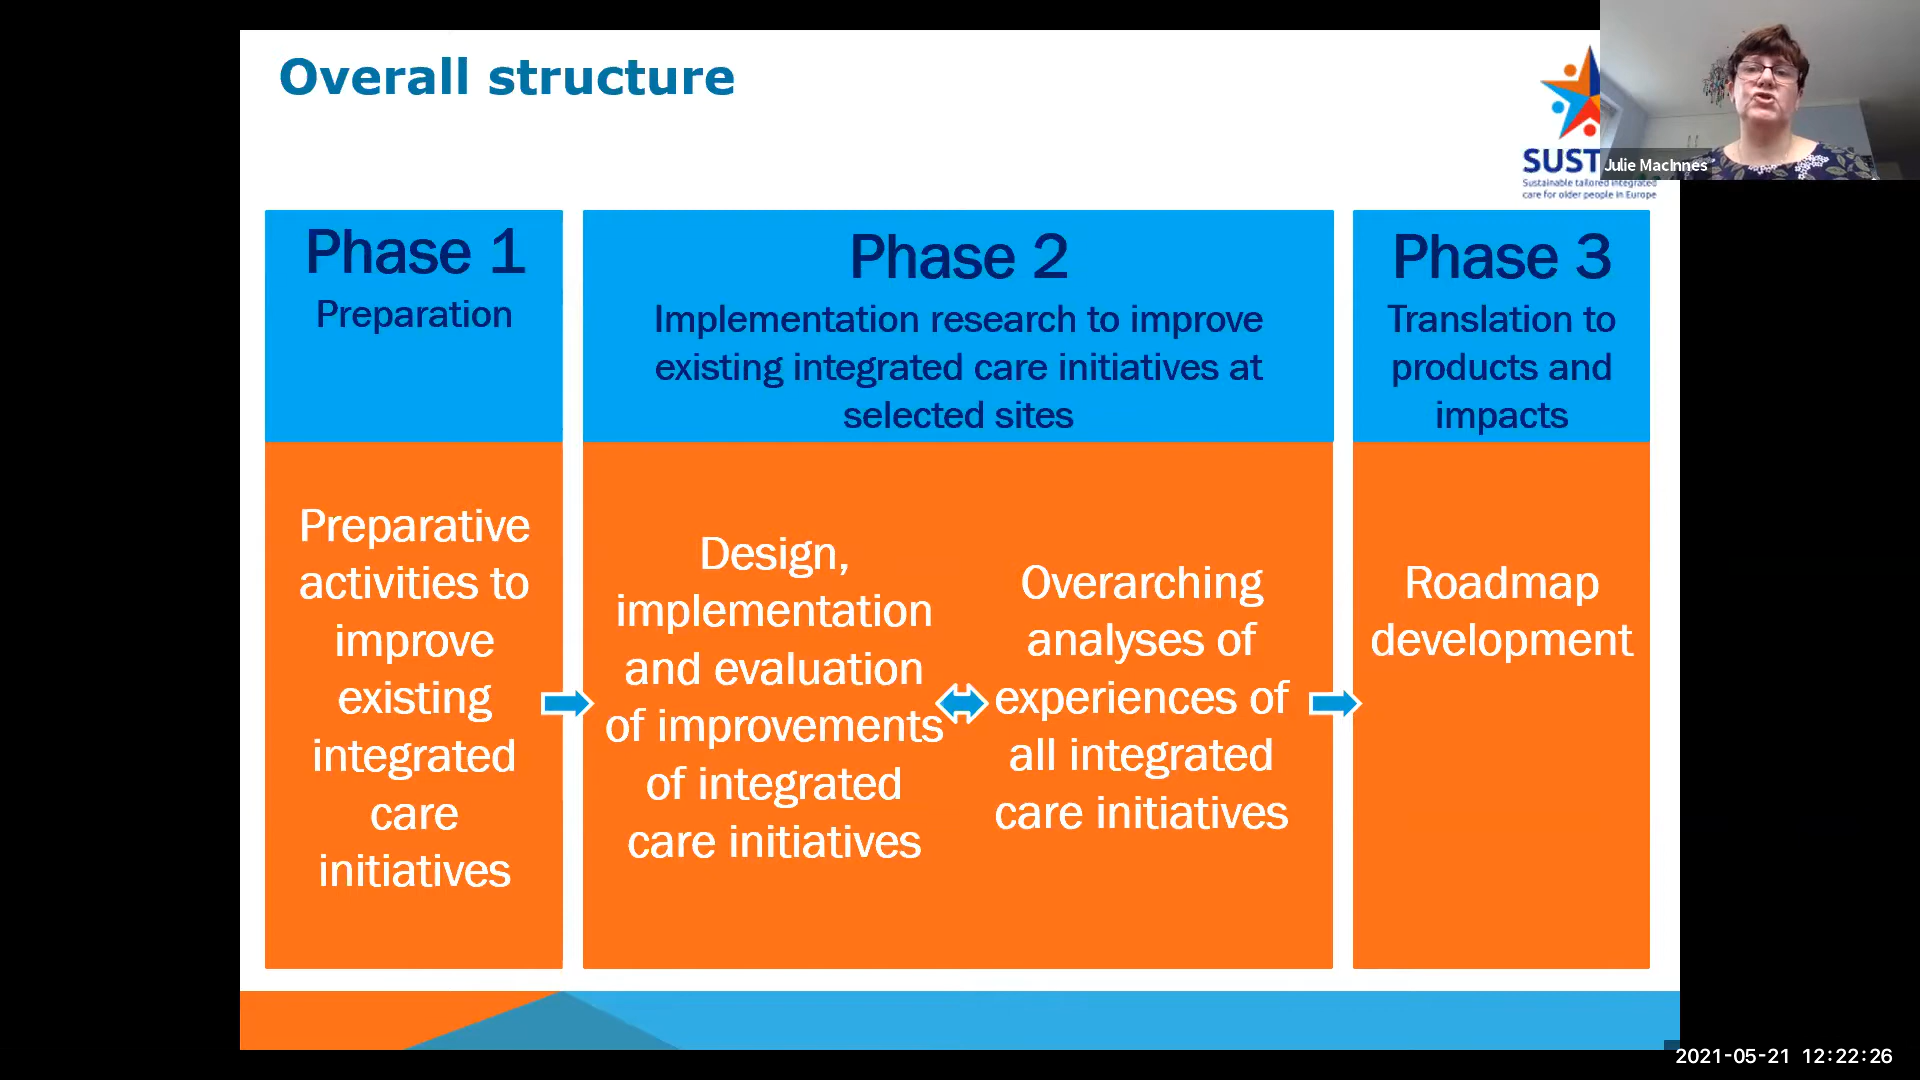 Overall structure
SUST
Sustainable tailored integrated
care for older people in Europe
Julie MacInnes
Phase 1
Preparation
Phase 2
Implementation research to improve
existing integrated care initiatives at
selected sites
Phase 3
Translation to
products and
impacts
Preparative
activities to
improve
existing
integrated
care
initiatives
Design,
implementation
and evaluation
of improvements
of integrated
care initiatives
Overarching
analyses of
experiences of
all integrated
care initiatives
Roadmap
development
2021-05-21 12:22:26